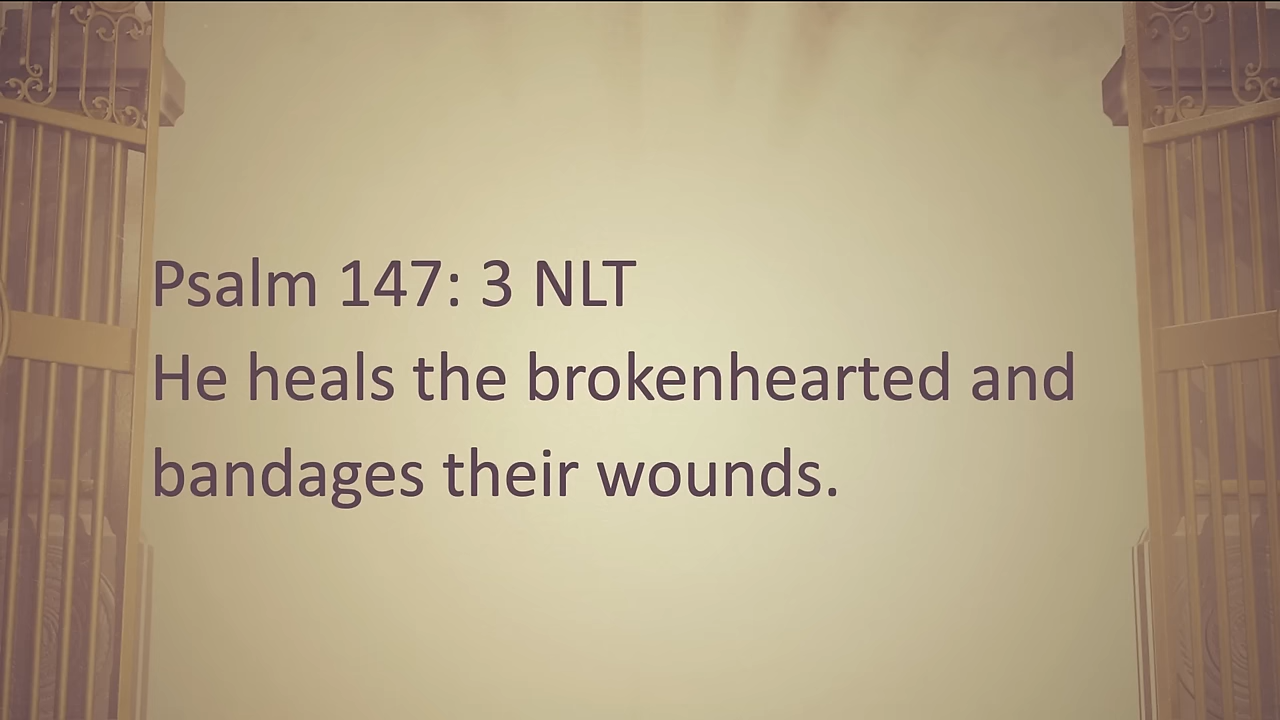 Psalm 147: 3 NLT
He heals the brokenhearted and
bandages their wounds.